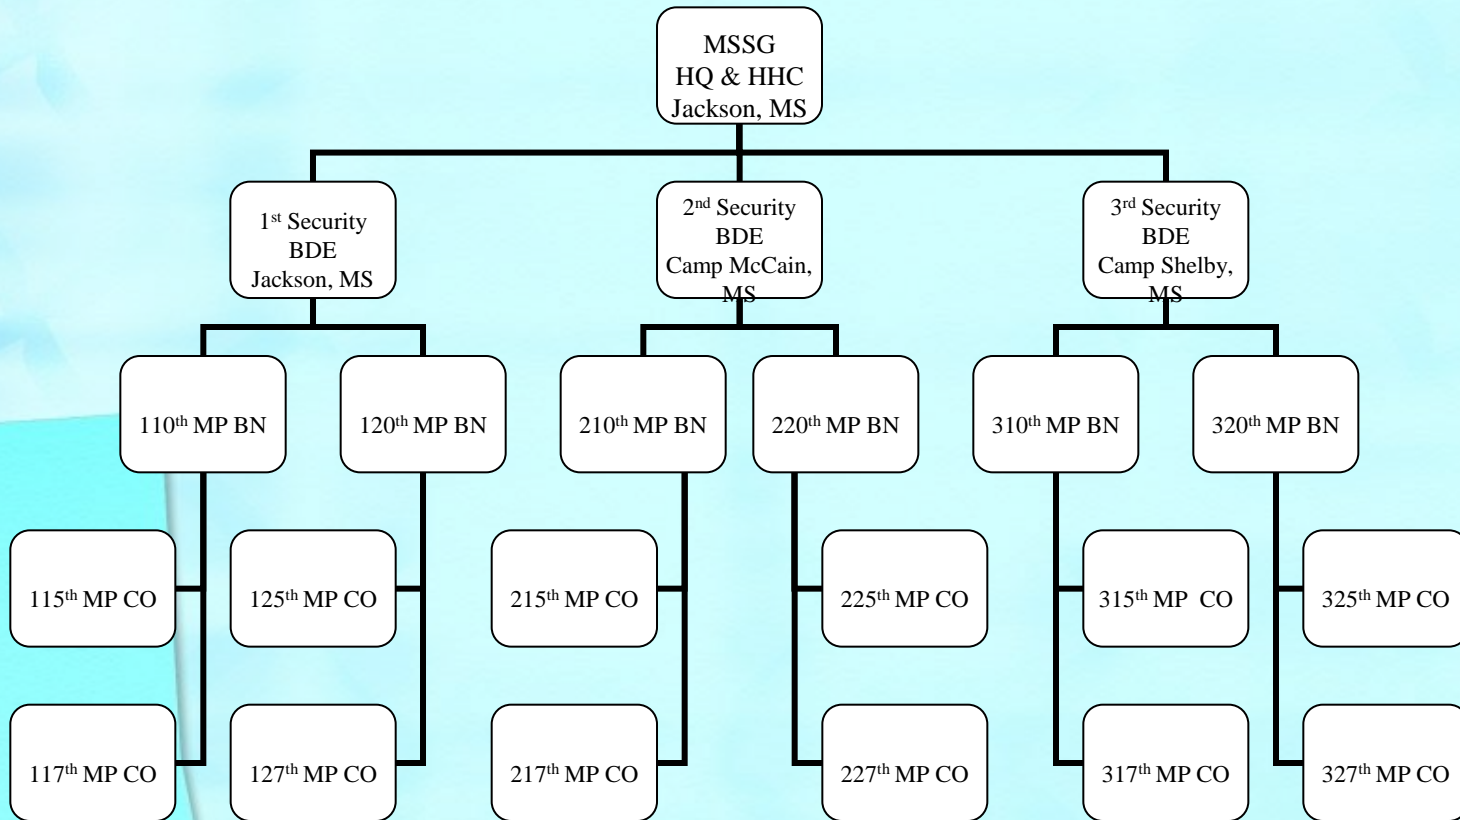 MSSG
HQ & HHC
Jackson, MS
1st Security
BDE
Jackson, MS
2nd Security
BDE
Camp McCain,
MS
3rd Security
BDE
Camp Shelby,
MS
110th MP BN
120th MP BN
210th MP BN
220th MP BN
310th MP BN
320th MP BN
115th MP CO
125th MP CO
215th MP CO
225th MP CO
315th MP  CO
325th MP CO
117th MP CO
127th MP CO
217th MP CO
227th MP CO
317th MP CO
327th MP CO